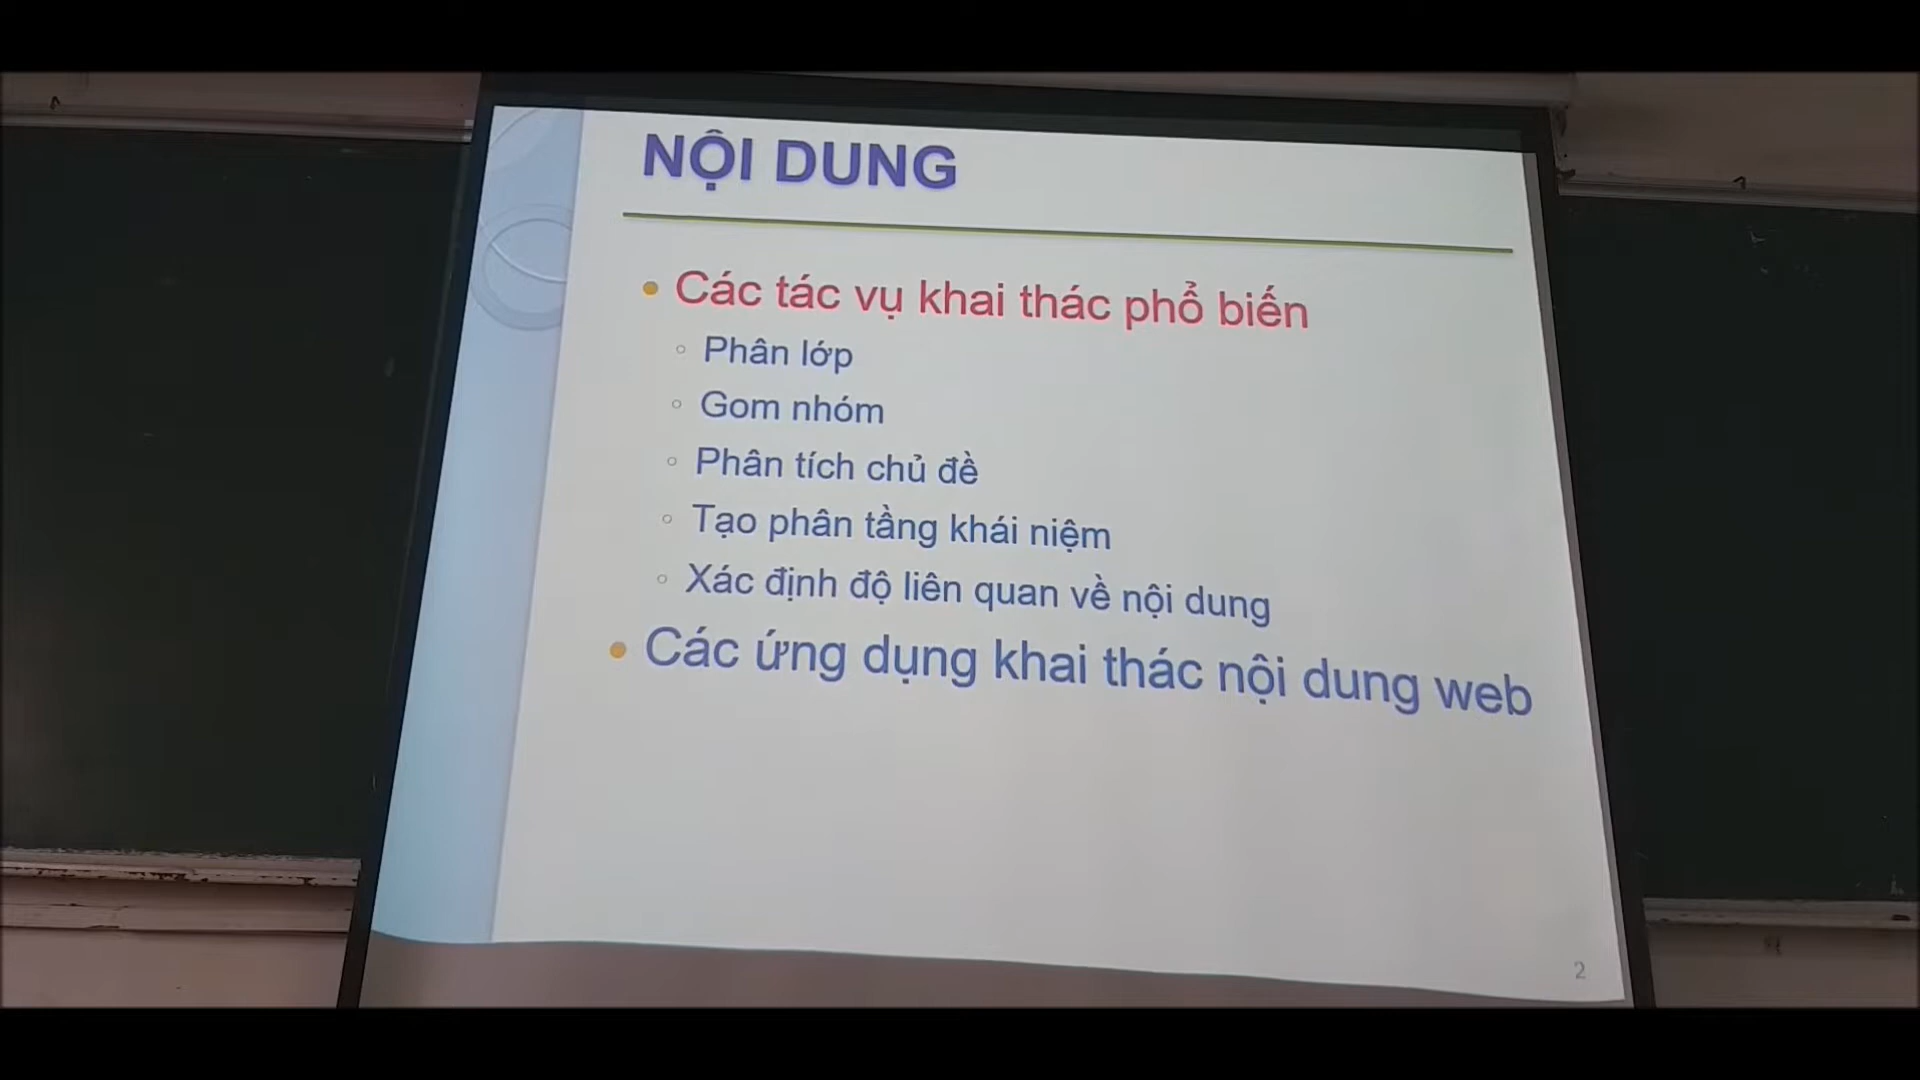 NỘI DUNG
Các tác vụ khai thác phổ biến
Phân lớp
Gom nhóm
Phân tích chủ đề
Tạo phân tầng khái niệm
Xác định độ liên quan về nội dung
Các ứng dụng khai thác nội dung web
2